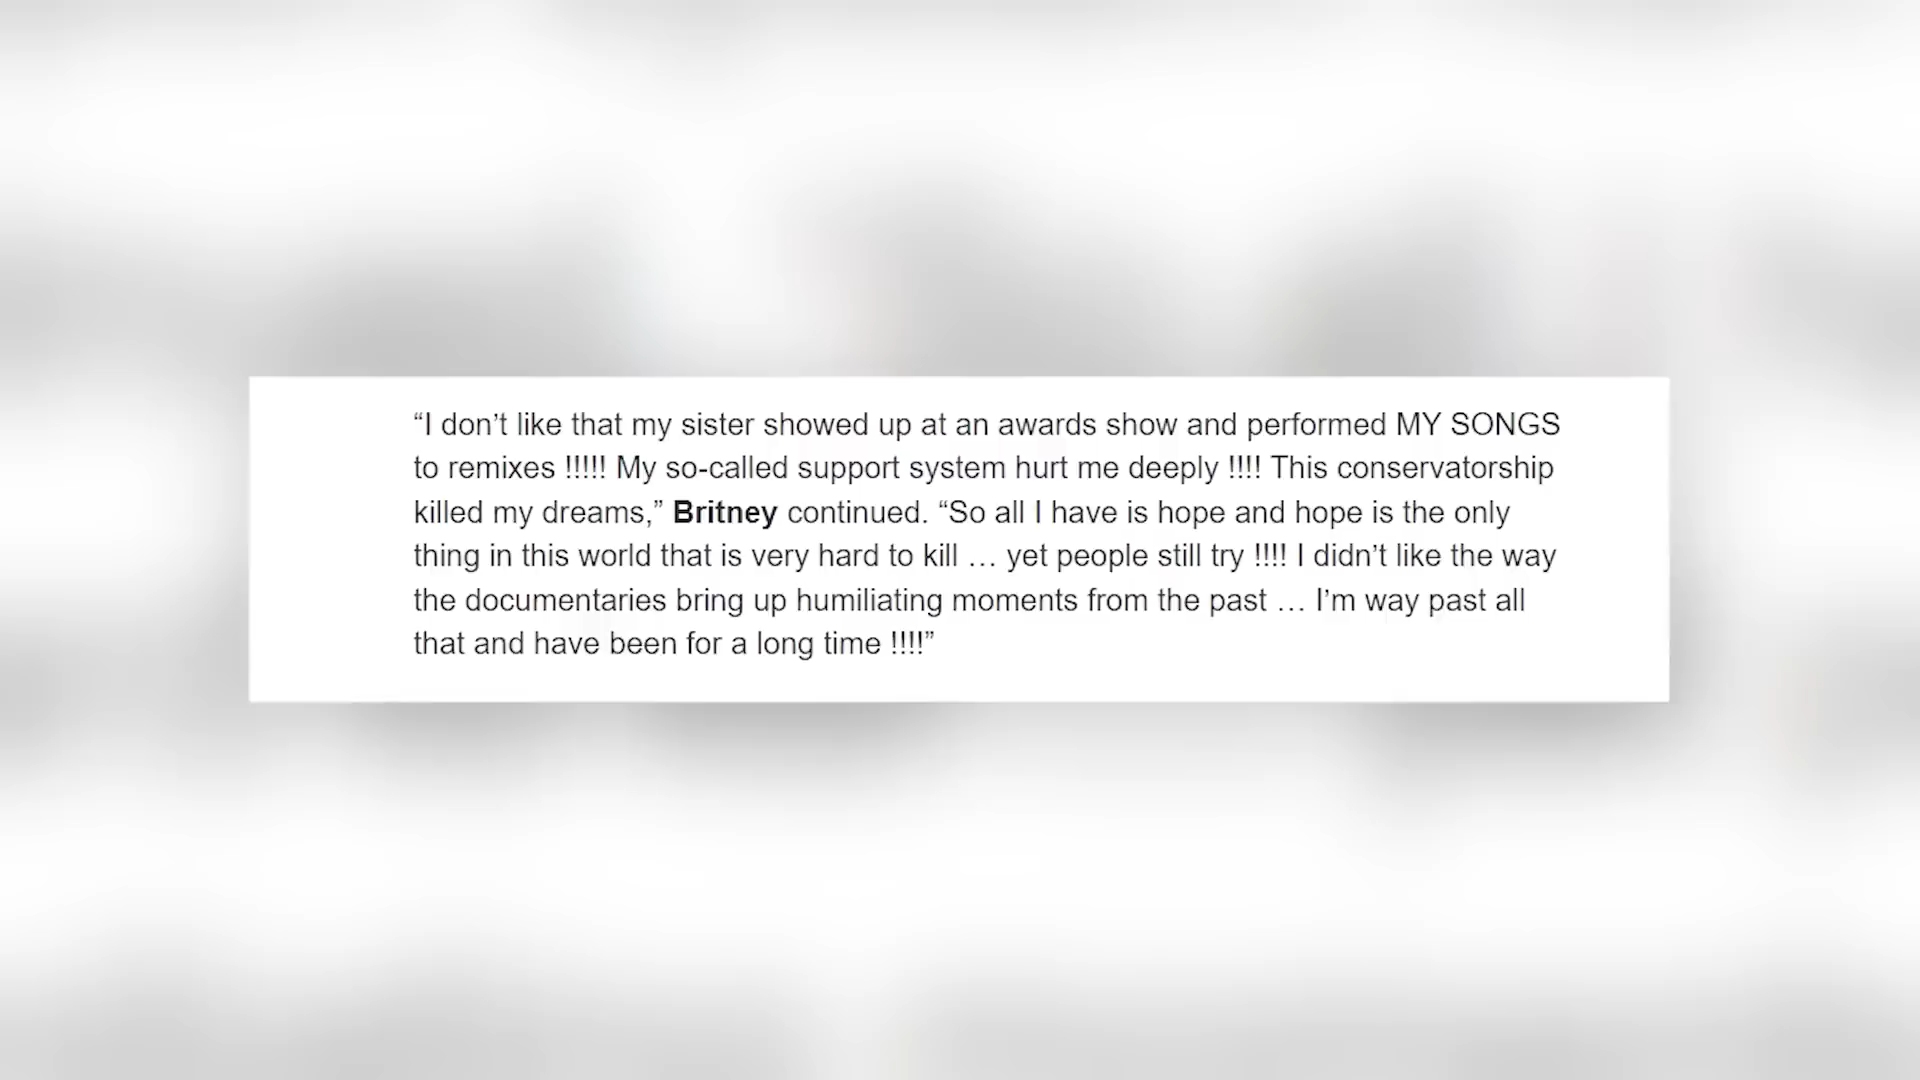 “I don’t like that my sister showed up at an awards show and performed MY SONGS
to remixes !!!!! My so-called support system hurt me deeply !!!! This conservatorship
killed my dreams,” Britney continued. “So all I have is hope and hope is the only
thing in this world that is very hard to kill … yet people still try !!!! I didn’t like the way
the documentaries bring up humiliating moments from the past … I’m way past all
that and have been for a long time !!!!”